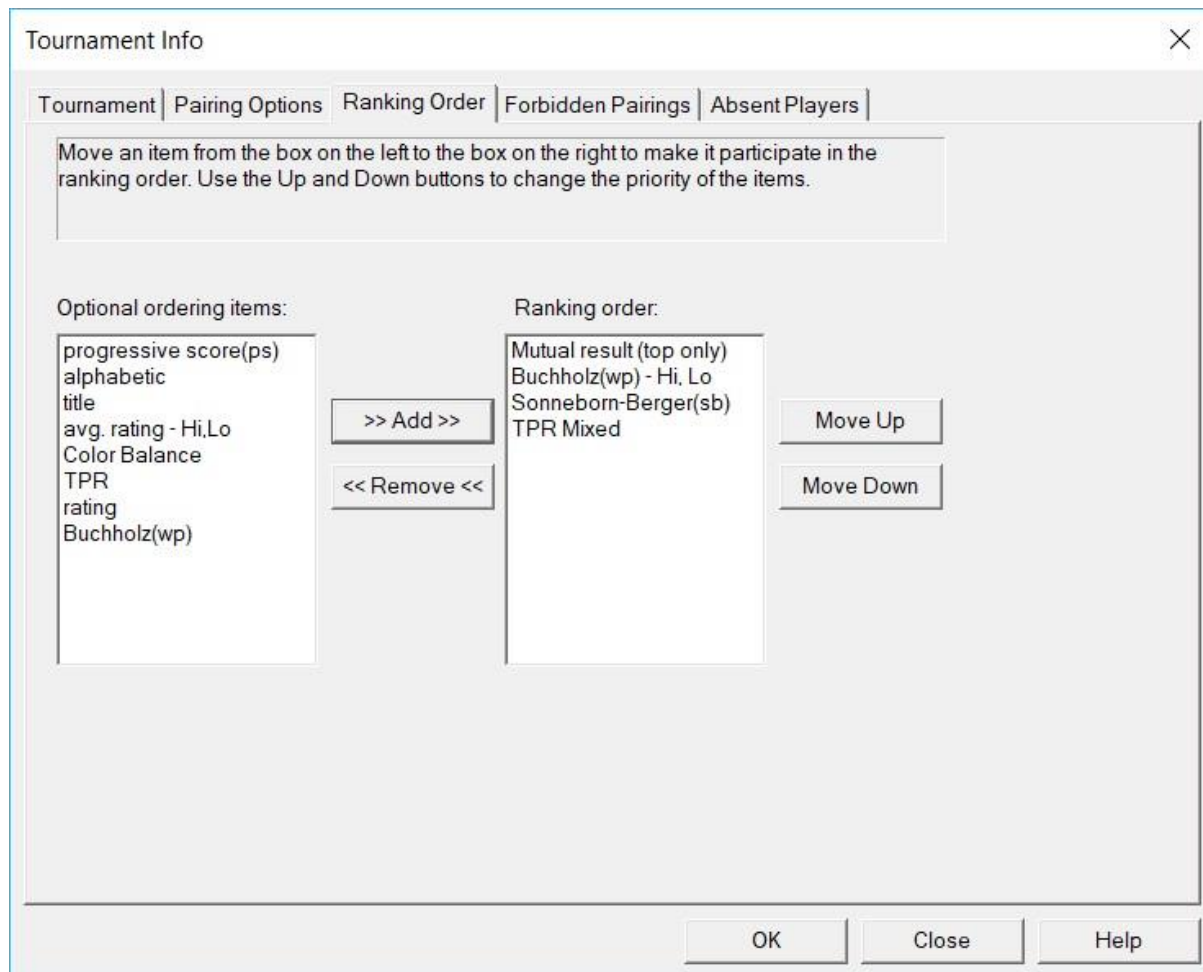 Tournament Info
Tournament
Pairing Options
Ranking Order
Forbidden Pairings
Absent Players
Move an item from the box on the left to the box on the right to make it participate in the
ranking order. Use the Up and Down buttons to change the priority of the items.
Optional ordering items:
progressive score(ps)
alphabetic
title
avg. rating - Hi,Lo
Color Balance
TPR
rating
Buchholz(wp)
>> Add >>
<< Remove <<
Ranking order:
Mutual result (top only)
Buchholz(wp) - Hi, Lo
Sonneborn-Berger(sb)
TPR Mixed
Move Up
Move Down
OK
Close
Help